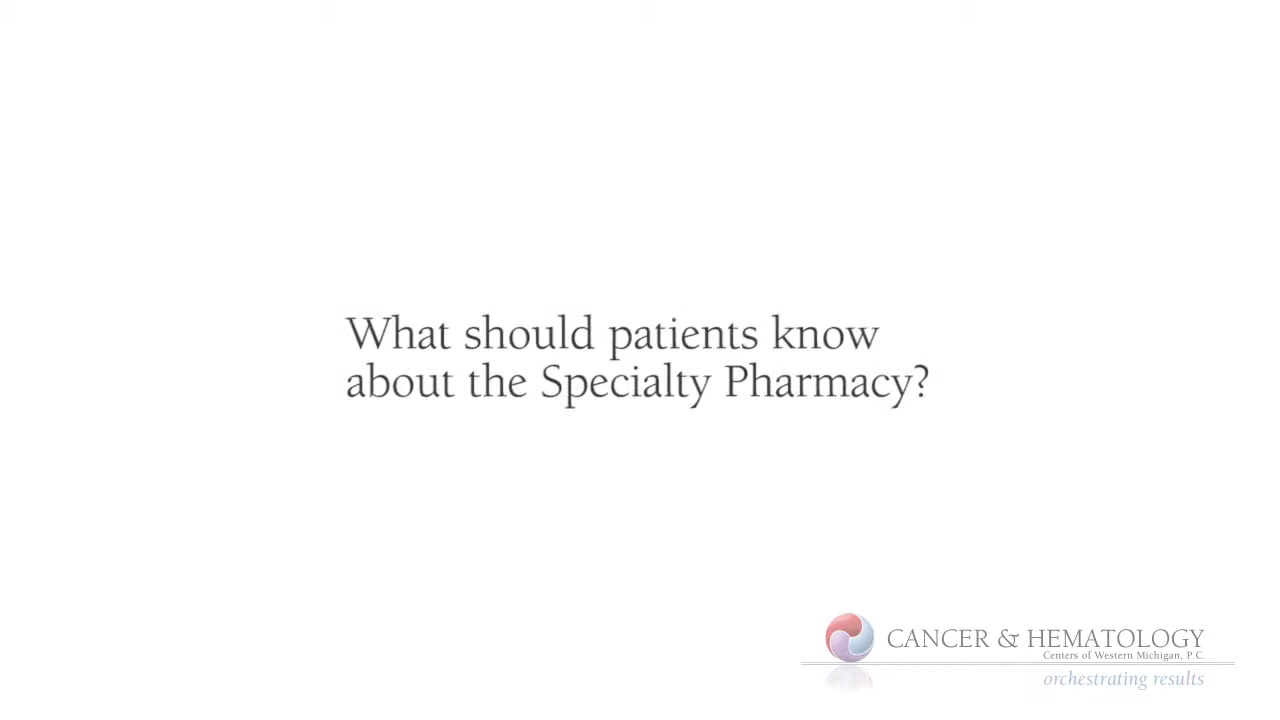 What should patients know
about the Specialty Pharmacy?
CANCER & HEMATOLOGY
Centers of Western Michigan, P.C.
orchestrating results